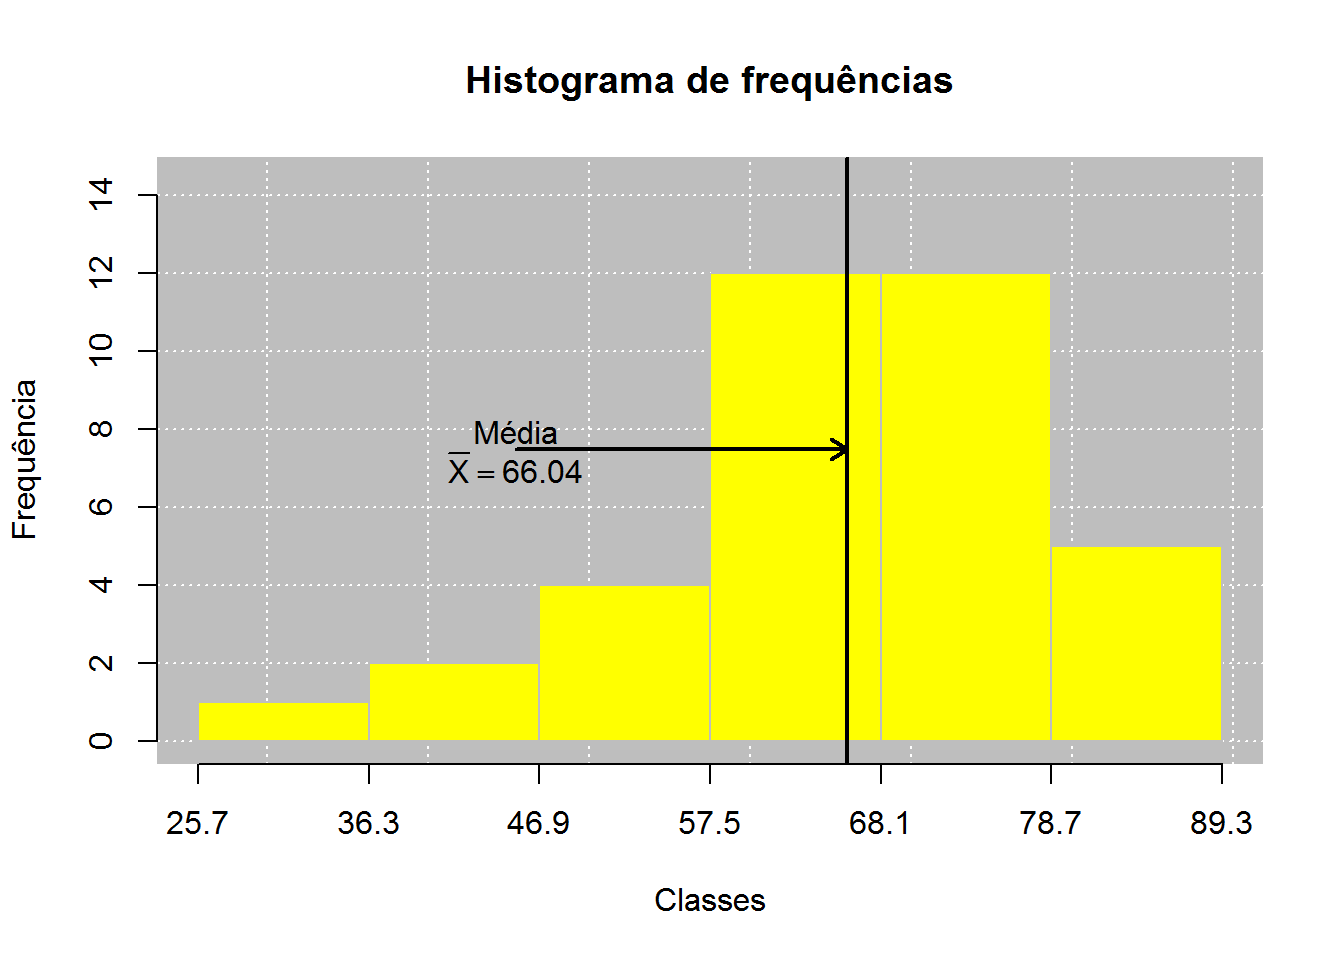 Histograma de frequências
Frequência
14
12
10
8
6
4
2
0
Média
X̅ = 66.04
25.7 36.3 46.9 57.5 68.1 78.7 89.3
Classes